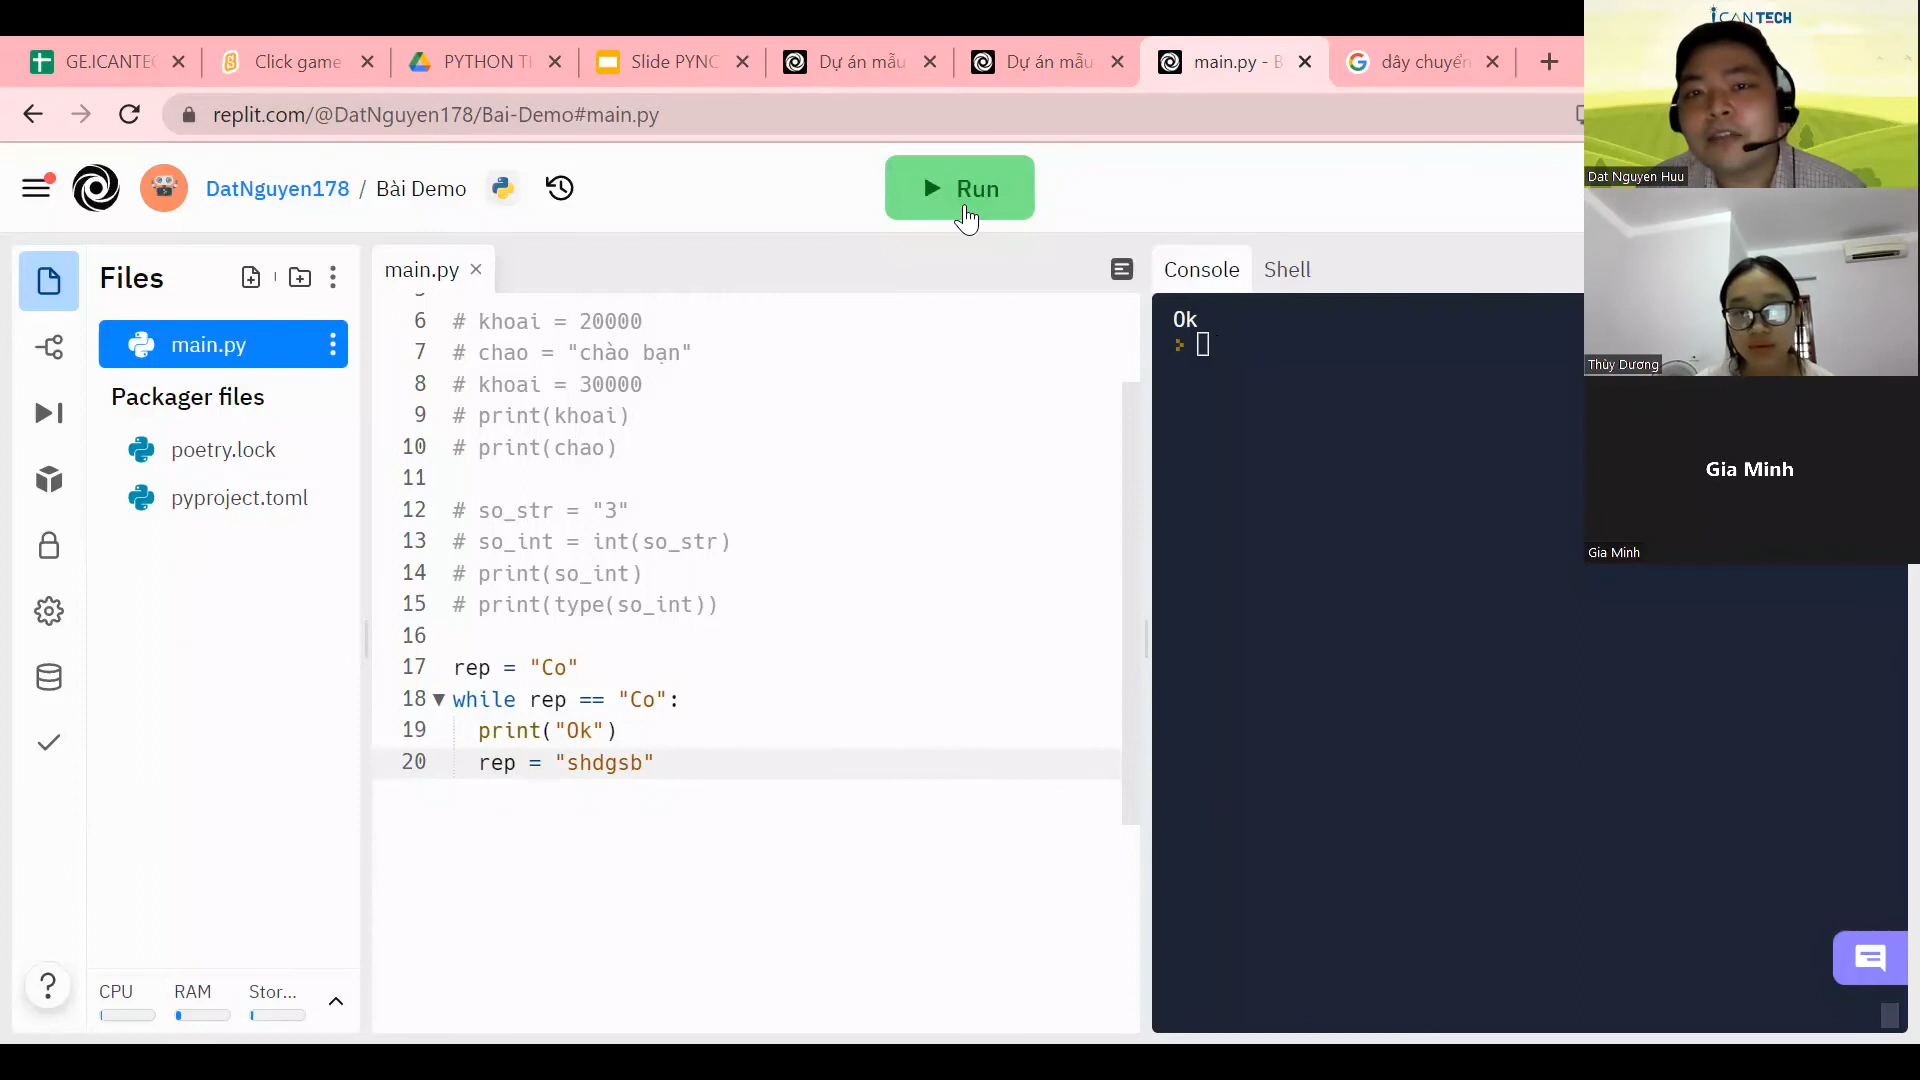 GE.ICANTE
Click game
PYTHON T
Slide PYNC
Dự án mẫu
Dự án mẫu
main.py - B
dây chuyền
replit.com/@DatNguyen178/Bai-Demo#main.py
DatNguyen178 / Bài Demo
Run
Files
main.py
Packager files
poetry.lock
pyproject.toml
CPU RAM Stor...
main.py
6 # khoai = 20000
7 # chao = "chào bạn"
8 # khoai = 30000
9 # print(khoai)
10 # print(chao)
11
12 # so_str = "3"
13 # so_int = int(so_str)
14 # print(so_int)
15 # print(type(so_int))
16
17 rep = "Co"
18 while rep == "Co":
19 print("Ok")
20 rep = "shdgsb"
Console Shell
Ok
iCANTECH
Dat Nguyen Huu
Thùy Dương
Gia Minh
Gia Minh